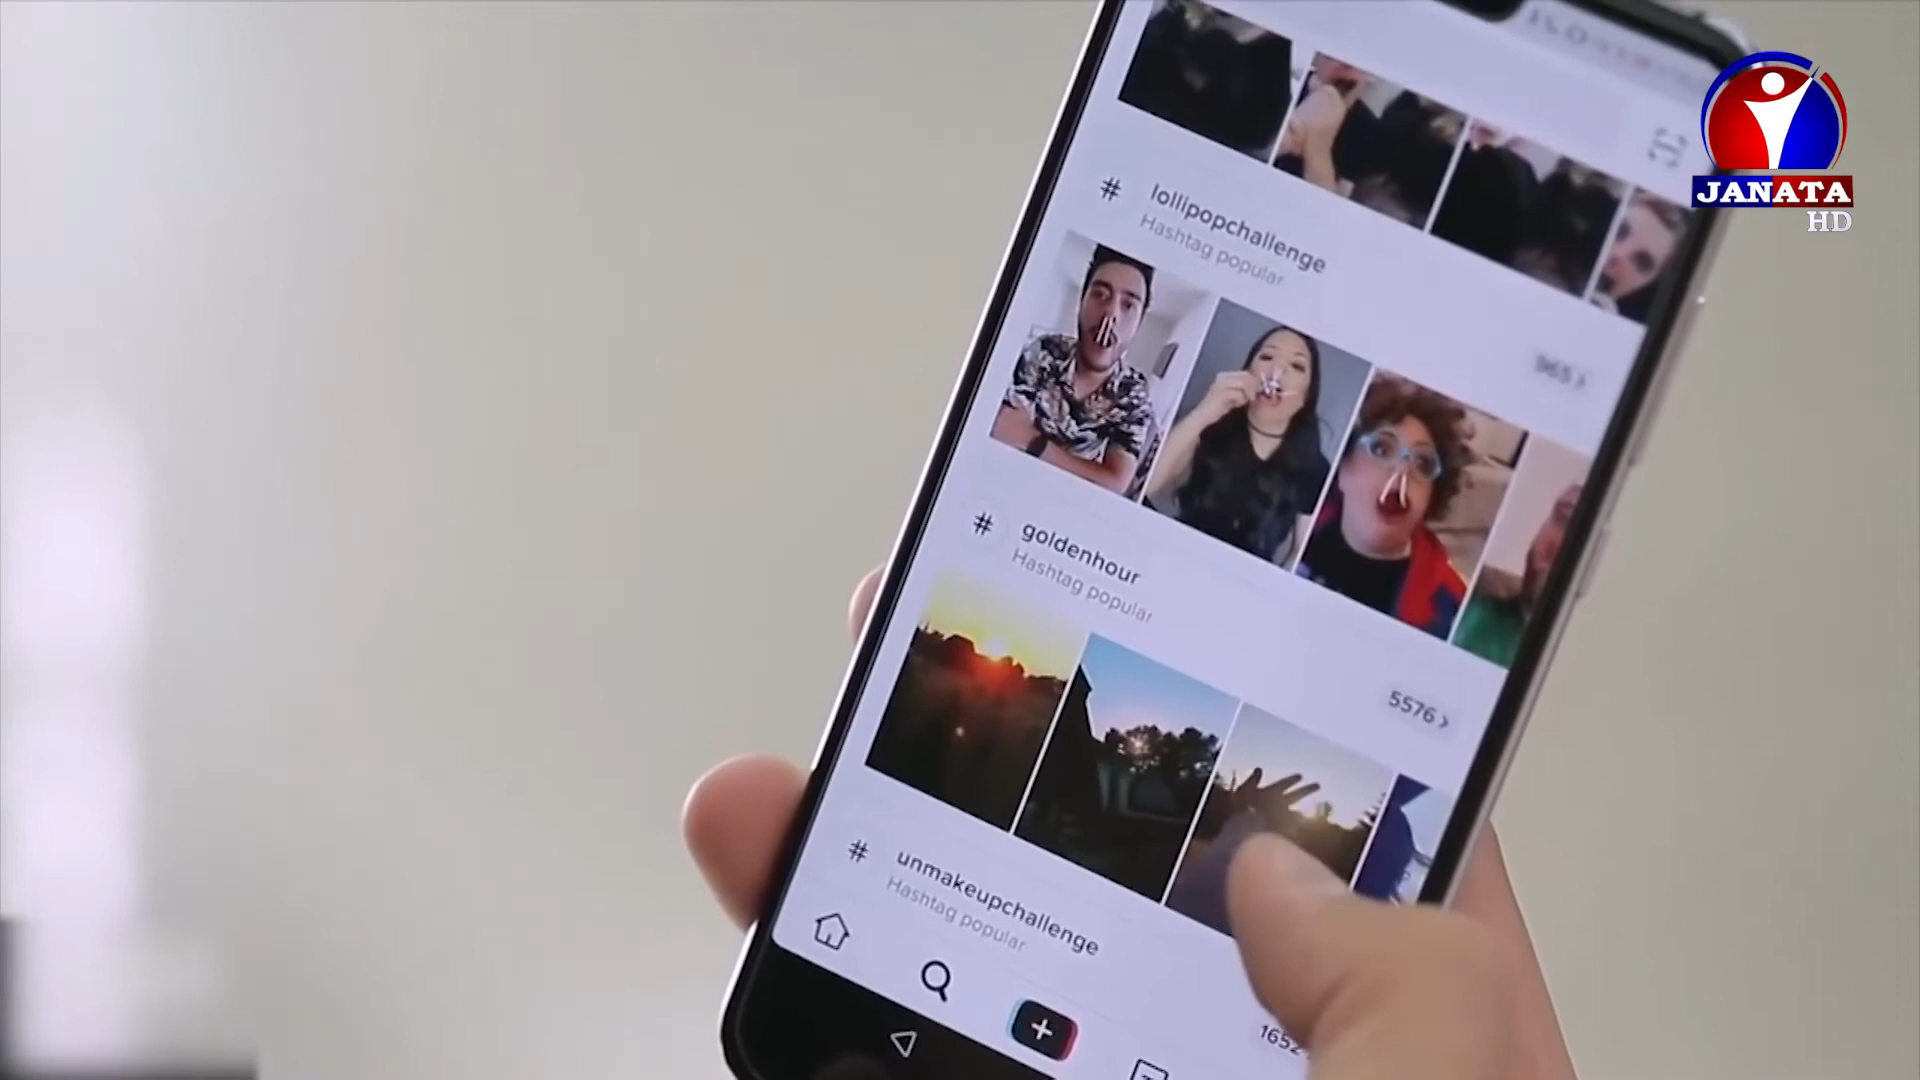 JANATA
HD
# lollipopchallenge
Hashtag popular
965 >
# goldenhour
Hashtag popular
5576 >
# unmakeupchallenge
Hashtag popular